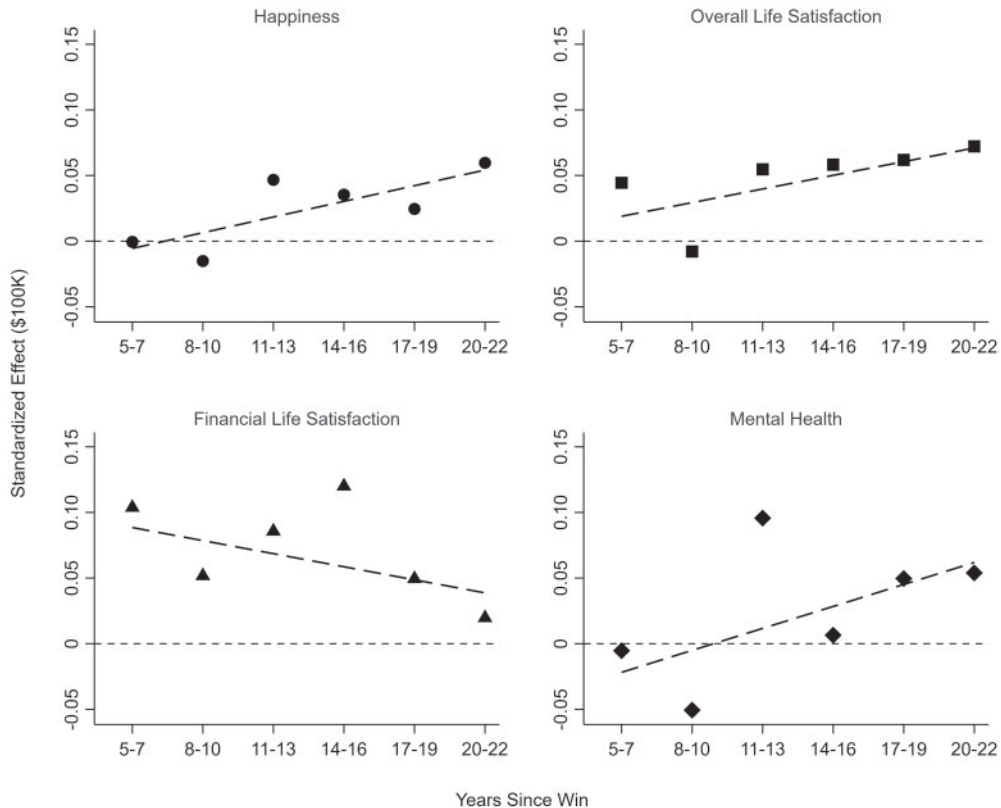 Happiness
0.15
0.10
0.05
0
-0.05
5-7 8-10 11-13 14-16 17-19 20-22
Overall Life Satisfaction
0.15
0.10
0.05
0
-0.05
5-7 8-10 11-13 14-16 17-19 20-22
Standardized Effect ($100K)
Financial Life Satisfaction
0.15
0.10
0.05
0
-0.05
5-7 8-10 11-13 14-16 17-19 20-22
Mental Health
0.15
0.10
0.05
0
-0.05
5-7 8-10 11-13 14-16 17-19 20-22
Years Since Win